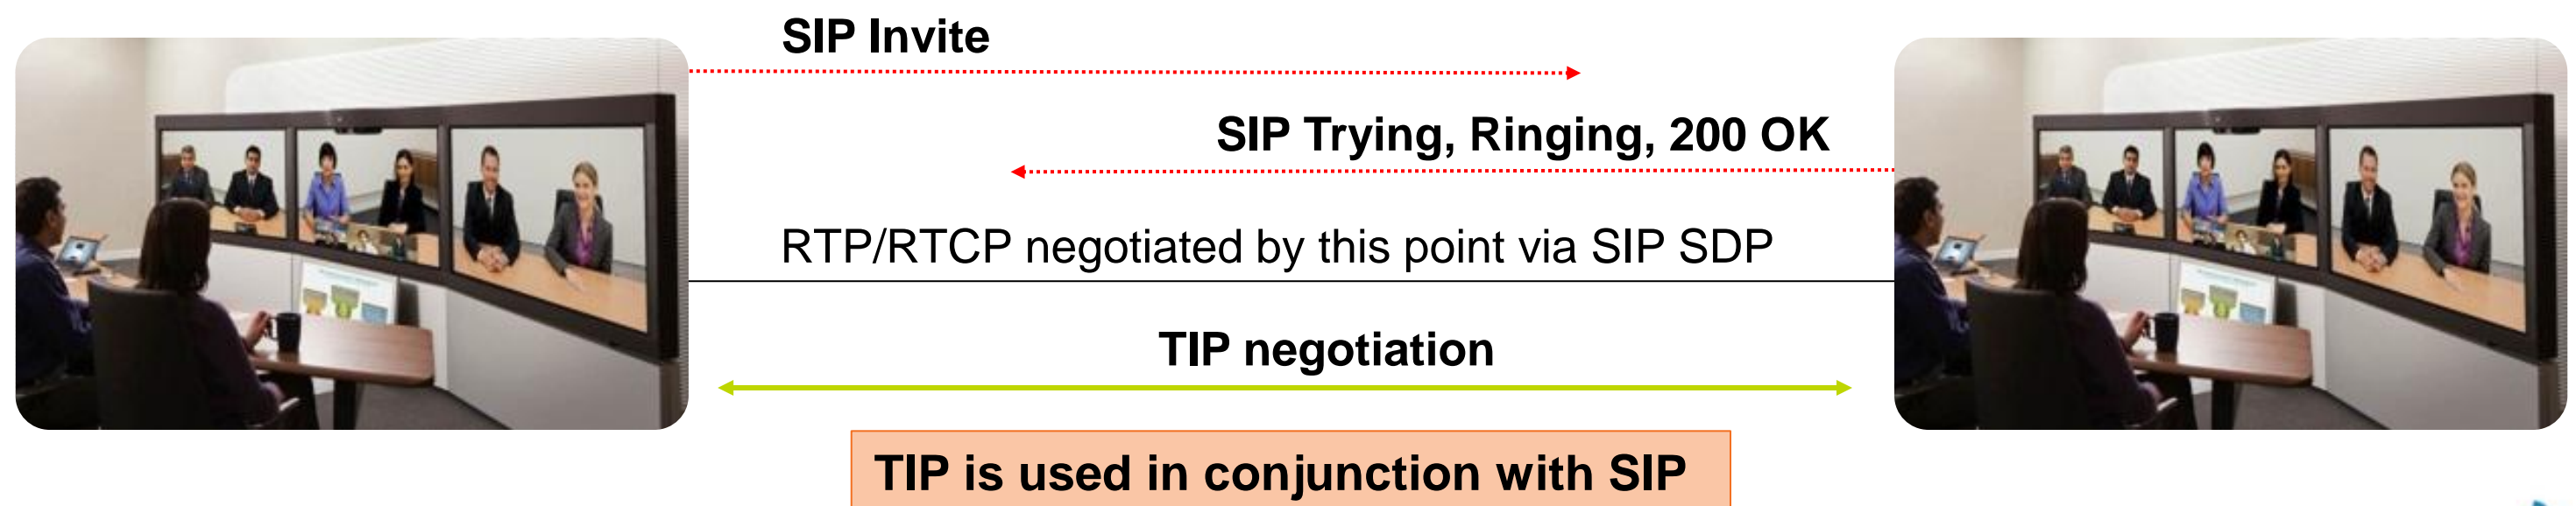 SIP Invite
SIP Trying, Ringing, 200 OK
RTP/RTCP negotiated by this point via SIP SDP
TIP negotiation
TIP is used in conjunction with SIP